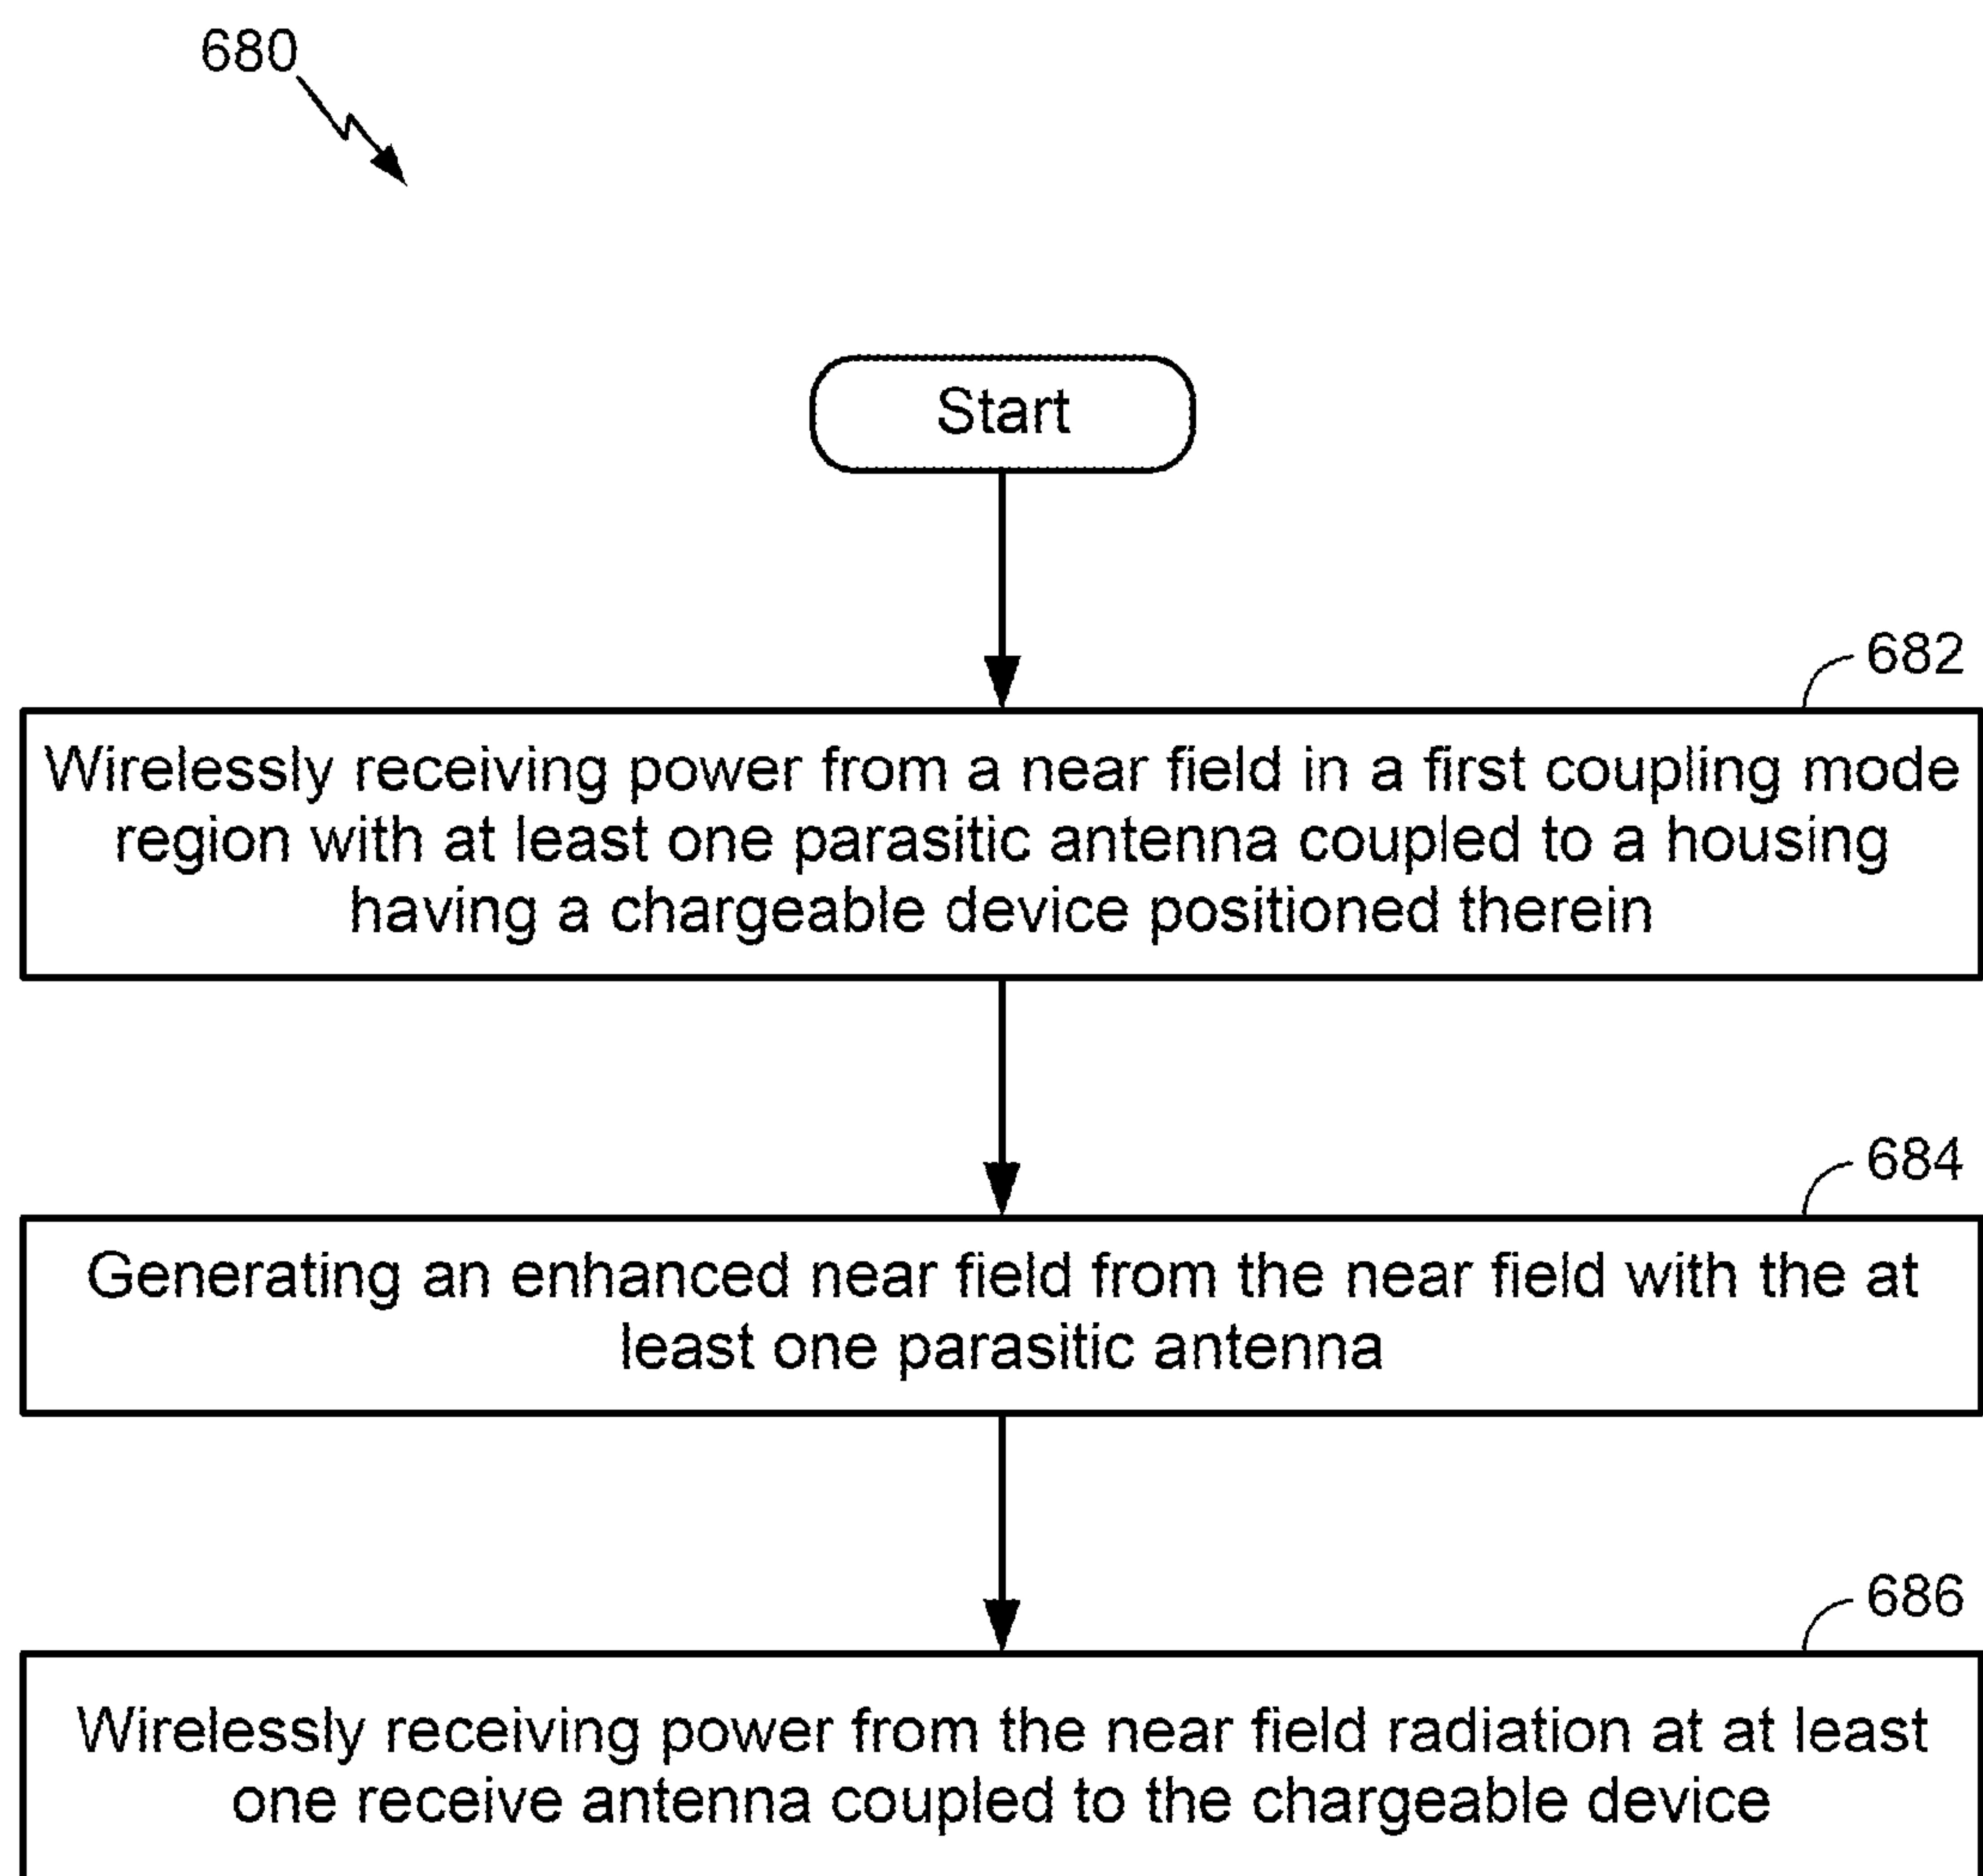 680
Start
682
Wirelessly receiving power from a near field in a first coupling mode
region with at least one parasitic antenna coupled to a housing
having a chargeable device positioned therein
684
Generating an enhanced near field from the near field with the at
least one parasitic antenna
686
Wirelessly receiving power from the near field radiation at at least
one receive antenna coupled to the chargeable device